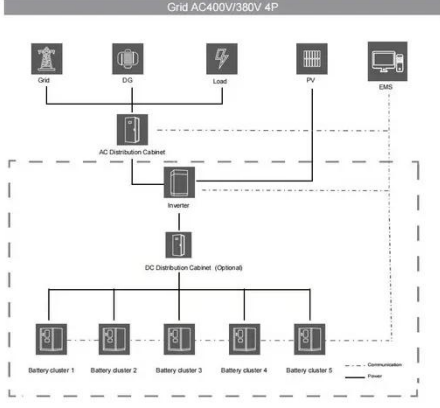 Grid AC400V/380V 4P
Grid
DG
Load
PV
EMS
AC Distribution Cabinet
Inverter
DC Distribution Cabinet (Optional)
Battery cluster 1
Battery cluster 2
Battery cluster 3
Battery cluster 4
Battery cluster 5
Communication
Power